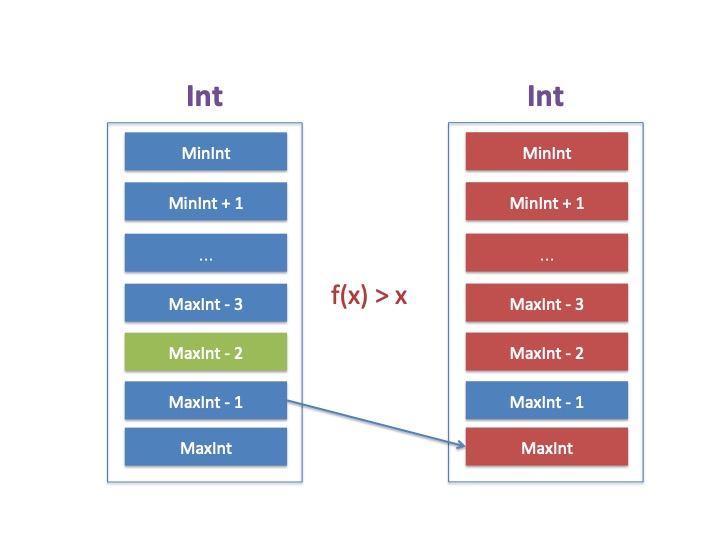 Int
MinInt
MinInt + 1
...
MaxInt - 3
MaxInt - 2
MaxInt - 1
MaxInt
f(x) > x
Int
MinInt
MinInt + 1
...
MaxInt - 3
MaxInt - 2
MaxInt - 1
MaxInt